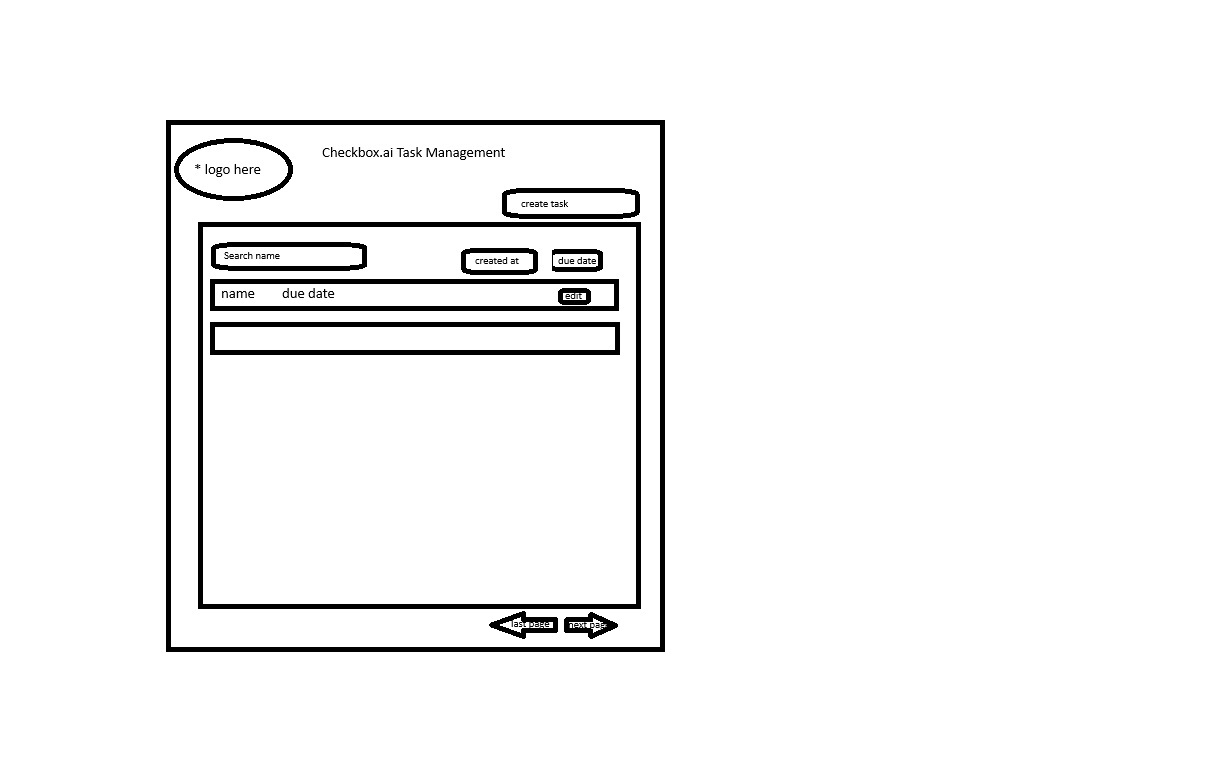 Checkbox.ai Task Management
* logo here
create task
Search name
created at
due date
name due date
edit
last page
next page